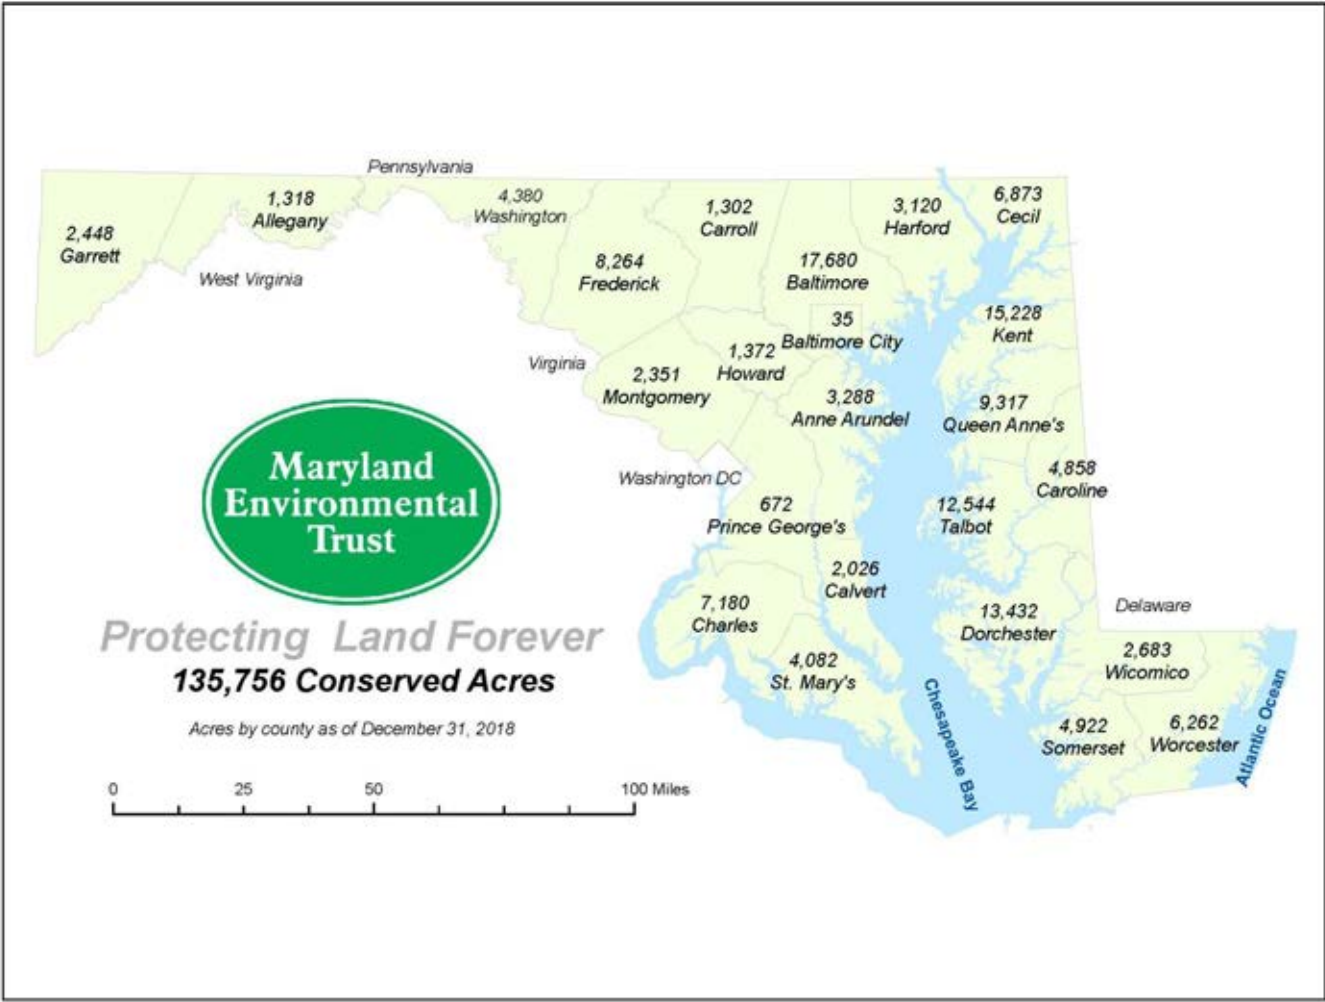 Pennsylvania
2,448
Garrett
1,318
Allegany
4,380
Washington
8,264
Frederick
1,302
Carroll
17,680
Baltimore
3,120
Harford
6,873
Cecil
West Virginia
Virginia
35
Baltimore City
15,228
Kent
1,372
Howard
2,351
Montgomery
3,288
Anne Arundel
9,317
Queen Anne's
Washington DC
4,858
Caroline
672
Prince George's
12,544
Talbot
2,026
Calvert
7,180
Charles
13,432
Dorchester
Delaware
4,082
St. Mary's
2,683
Wicomico
4,922
Somerset
6,262
Worcester
Chesapeake Bay
Atlantic Ocean
Maryland
Environmental
Trust
Protecting Land Forever
135,756 Conserved Acres
Acres by county as of December 31, 2018
0 25 50 100 Miles